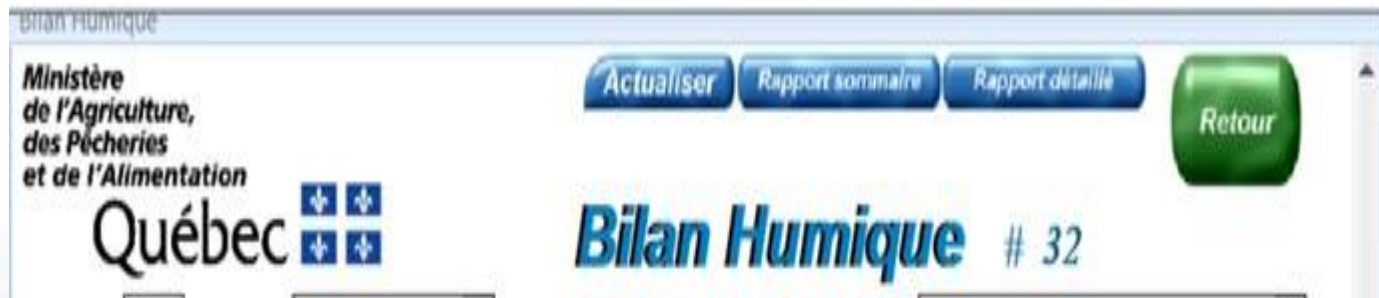 Bilan Humique
Ministère
de l'Agriculture,
des Pêcheries
et de l'Alimentation
Québec
Actualiser
Rapport sommaire
Rapport détaillé
Retour
Bilan Humique # 32